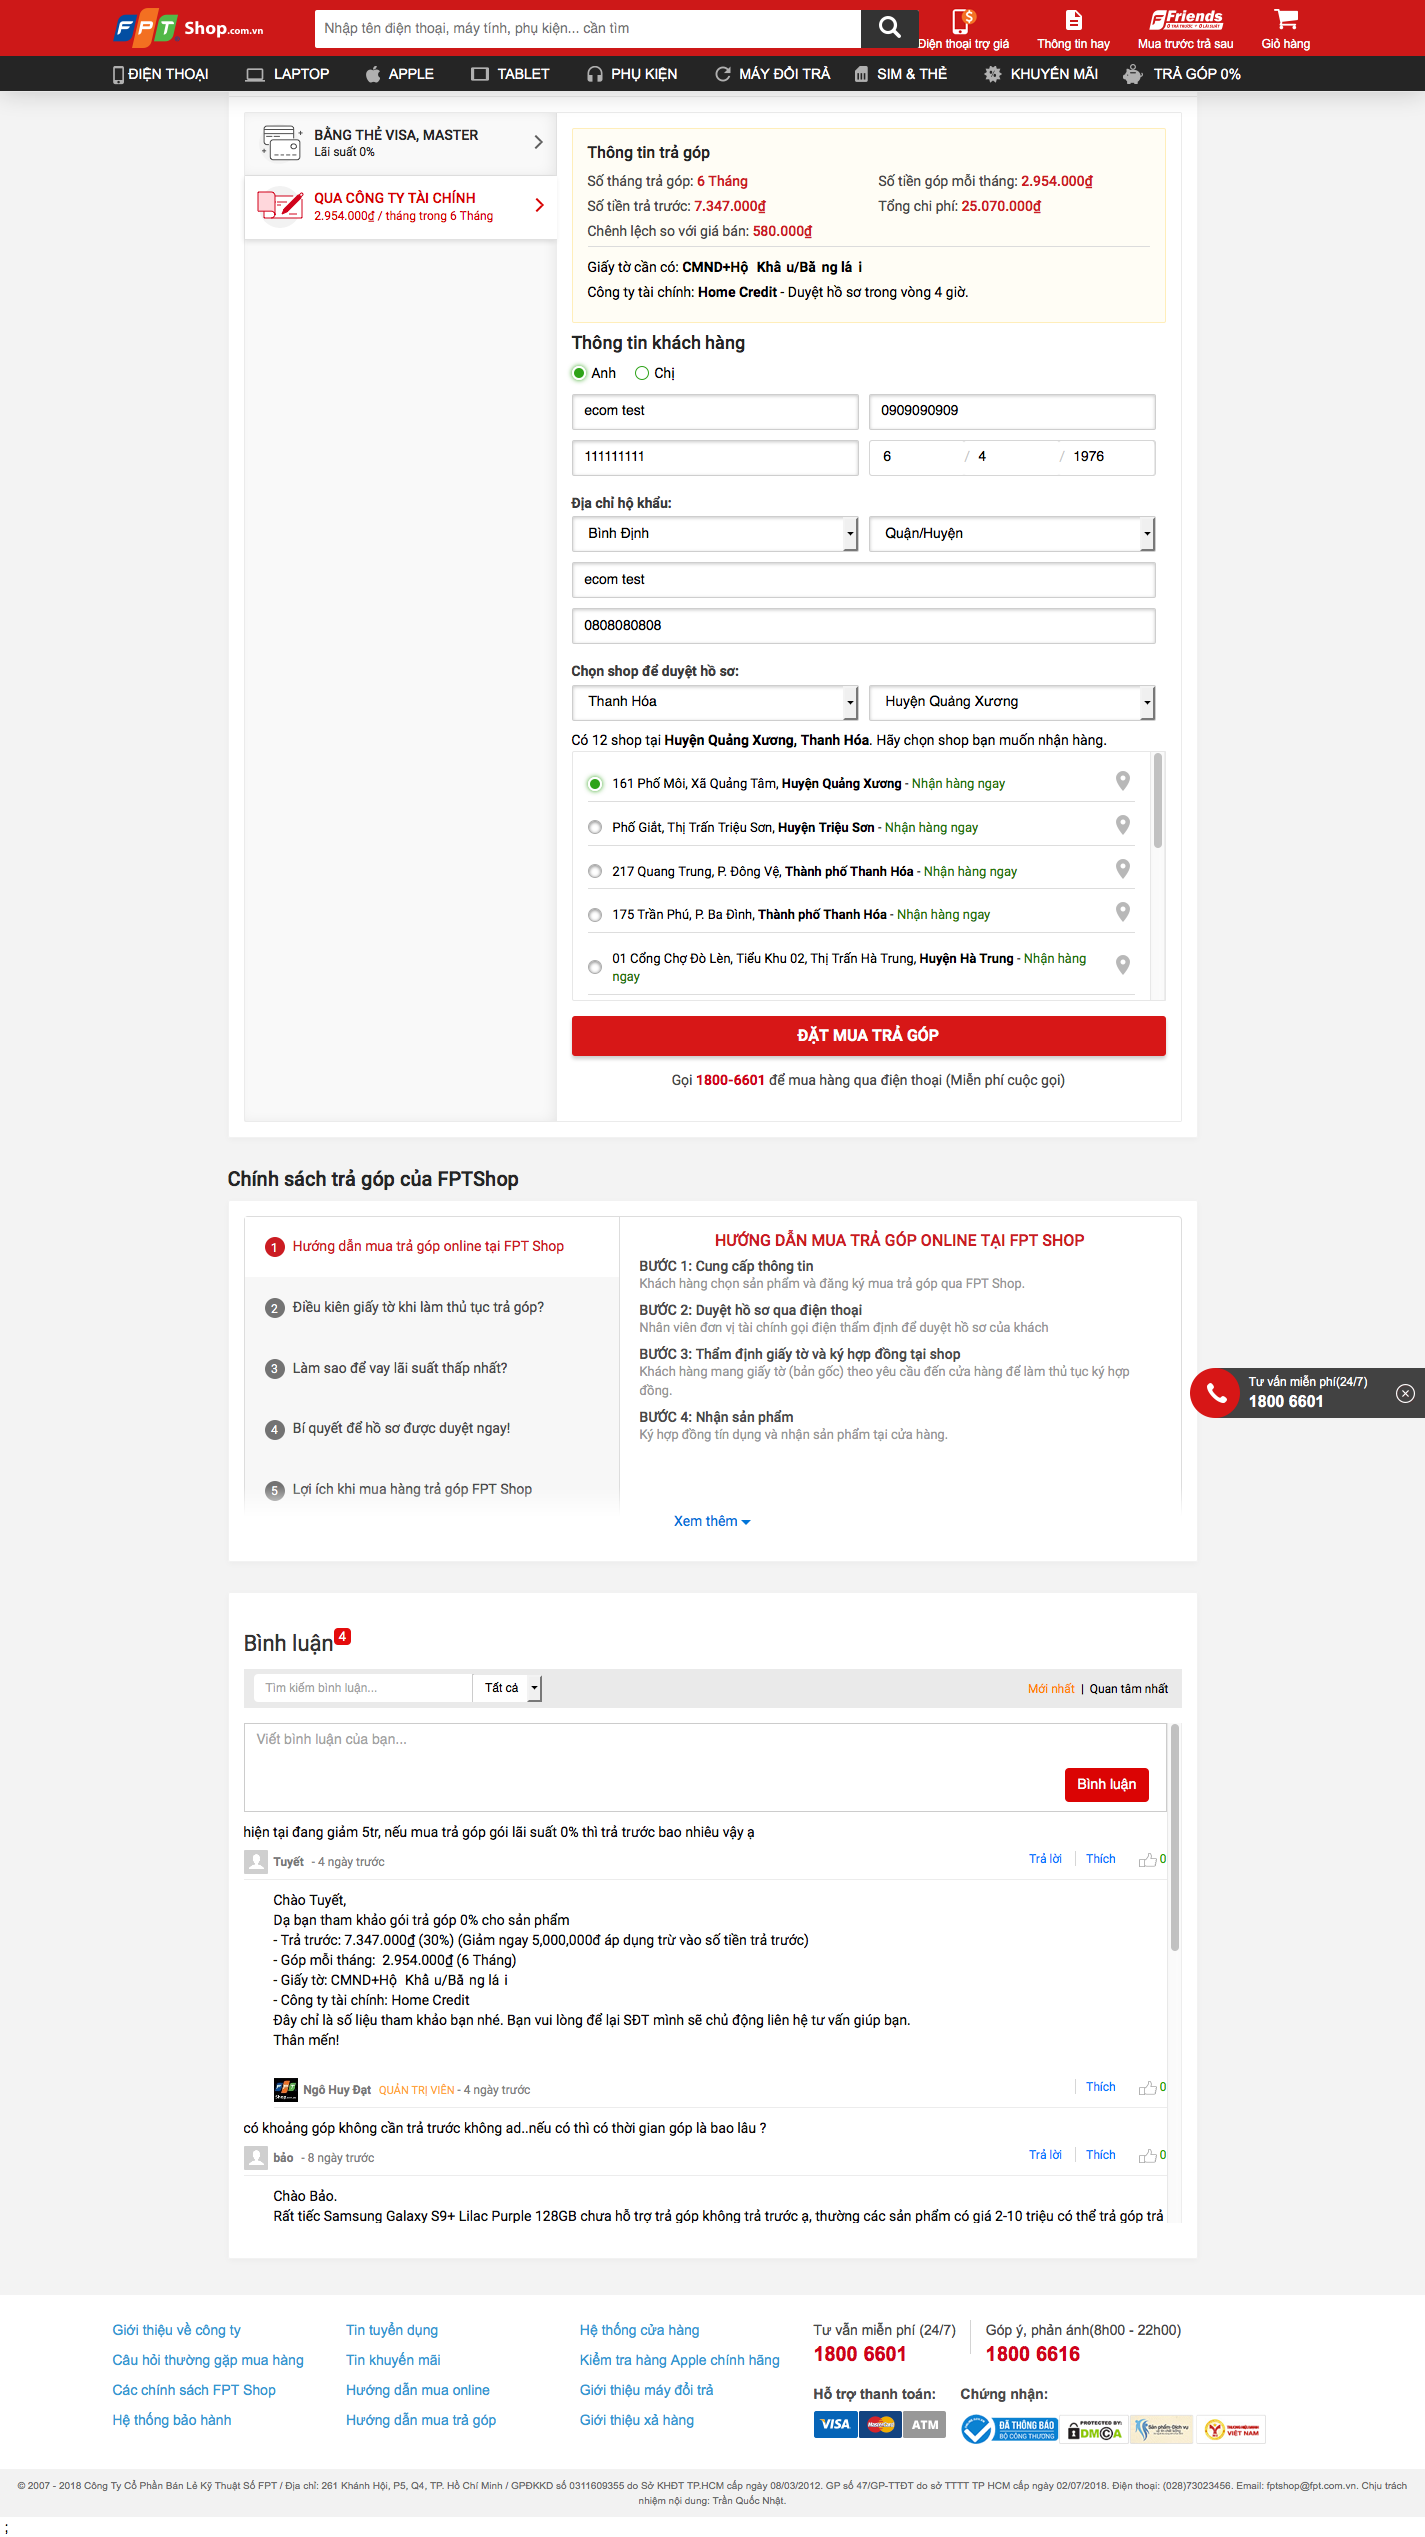 FPT Shop.com.vn
Nhập tên điện thoại, máy tính, phụ kiện... cần tìm
Điện thoại trợ giá
Thông tin hay
Friends
Mua trước trả sau
Giỏ hàng
ĐIỆN THOẠI
LAPTOP
APPLE
TABLET
PHỤ KIỆN
MÁY ĐỔI TRẢ
SIM & THẺ
KHUYẾN MÃI
TRẢ GÓP 0%
BẰNG THẺ VISA, MASTER
Lãi suất 0%
QUA CÔNG TY TÀI CHÍNH
2.954.000₫ / tháng trong 6 Tháng
Thông tin trả góp
Số tháng trả góp: 6 Tháng
Số tiền góp mỗi tháng: 2.954.000₫
Số tiền trả trước: 7.347.000₫
Tổng chi phí: 25.070.000₫
Chênh lệch so với giá bán: 580.000₫
Giấy tờ cần có: CMND+Hộ Khâ u/Bă ng lá i
Công ty tài chính: Home Credit - Duyệt hồ sơ trong vòng 4 giờ.
Thông tin khách hàng
Anh
Chị
ecom test
0909090909
111111111
6 / 4 / 1976
Địa chỉ hộ khẩu:
Bình Định
Quận/Huyện
ecom test
0808080808
Chọn shop để duyệt hồ sơ:
Thanh Hóa
Huyện Quảng Xương
Có 12 shop tại Huyện Quảng Xương, Thanh Hóa. Hãy chọn shop bạn muốn nhận hàng.
161 Phố Môi, Xã Quảng Tâm, Huyện Quảng Xương - Nhận hàng ngay
Phố Giắt, Thị Trấn Triệu Sơn, Huyện Triệu Sơn - Nhận hàng ngay
217 Quang Trung, P. Đông Vệ, Thành phố Thanh Hóa - Nhận hàng ngay
175 Trần Phú, P. Ba Đình, Thành phố Thanh Hóa - Nhận hàng ngay
01 Cổng Chợ Đò Lèn, Tiểu Khu 02, Thị Trấn Hà Trung, Huyện Hà Trung - Nhận hàng
ngay
ĐẶT MUA TRẢ GÓP
Gọi 1800-6601 để mua hàng qua điện thoại (Miễn phí cuộc gọi)
Chính sách trả góp của FPTShop
1 Hướng dẫn mua trả góp online tại FPT Shop
2 Điều kiên giấy tờ khi làm thủ tục trả góp?
3 Làm sao để vay lãi suất thấp nhất?
4 Bí quyết để hồ sơ được duyệt ngay!
5 Lợi ích khi mua hàng trả góp FPT Shop
HƯỚNG DẪN MUA TRẢ GÓP ONLINE TẠI FPT SHOP
BƯỚC 1: Cung cấp thông tin
Khách hàng chọn sản phẩm và đăng ký mua trả góp qua FPT Shop.
BƯỚC 2: Duyệt hồ sơ qua điện thoại
Nhân viên đơn vị tài chính gọi điện thẩm định để duyệt hồ sơ của khách
BƯỚC 3: Thẩm định giấy tờ và ký hợp đồng tại shop
Khách hàng mang giấy tờ (bản gốc) theo yêu cầu đến cửa hàng để làm thủ tục ký hợp
đồng.
BƯỚC 4: Nhận sản phẩm
Ký hợp đồng tín dụng và nhận sản phẩm tại cửa hàng.
Tư vấn miễn phí(24/7)
1800 6601
Xem thêm
Bình luận 4
Tìm kiếm bình luận...
Tất cả
Mới nhất | Quan tâm nhất
Viết bình luận của bạn...
Bình luận
hiện tại đang giảm 5tr, nếu mua trả góp gói lãi suất 0% thì trả trước bao nhiêu vậy ạ
Tuyết - 4 ngày trước
Trả lời Thích 0
Chào Tuyết,
Dạ bạn tham khảo gói trả góp 0% cho sản phẩm
- Trả trước: 7.347.000₫ (30%) (Giảm ngay 5,000,000đ áp dụng trừ vào số tiền trả trước)
- Góp mỗi tháng: 2.954.000₫ (6 Tháng)
- Giấy tờ: CMND+Hộ Khâ u/Bă ng lá i
- Công ty tài chính: Home Credit
Đây chỉ là số liệu tham khảo bạn nhé. Bạn vui lòng để lại SĐT mình sẽ chủ động liên hệ tư vấn giúp bạn.
Thân mến!
Ngô Huy Đạt QUẢN TRỊ VIÊN - 4 ngày trước
Thích 0
có khoảng góp không cần trả trước không ad..nếu có thì có thời gian góp là bao lâu ?
bảo - 8 ngày trước
Trả lời Thích 0
Chào Bảo.
Rất tiếc Samsung Galaxy S9+ Lilac Purple 128GB chưa hỗ trợ trả góp không trả trước ạ, thường các sản phẩm có giá 2-10 triệu có thể trả góp trả
Giới thiệu về công ty
Câu hỏi thường gặp mua hàng
Các chính sách FPT Shop
Hệ thống bảo hành
Tin tuyển dụng
Tin khuyến mãi
Hướng dẫn mua online
Hướng dẫn mua trả góp
Hệ thống cửa hàng
Kiểm tra hàng Apple chính hãng
Giới thiệu máy đổi trả
Giới thiệu xả hàng
Tư vấn miễn phí (24/7)
1800 6601
Góp ý, phản ánh(8h00 - 22h00)
1800 6616
Hỗ trợ thanh toán:
VISA MasterCard ATM
Chứng nhận:
ĐÃ THÔNG BÁO
BỘ CÔNG THƯƠNG
PROTECTED BY:
DMCA
VIỆT NAM
© 2007 - 2018 Công Ty Cổ Phần Bán Lẻ Kỹ Thuật Số FPT / Địa chỉ: 261 Khánh Hội, P5, Q4, TP. Hồ Chí Minh / GPĐKKD số 0311609355 do Sở KHĐT TP.HCM cấp ngày 08/03/2012. GP số 47/GP-TTĐT do sở TTTT TP HCM cấp ngày 02/07/2018. Điện thoại: (028)73023456. Email: fptshop@fpt.com.vn. Chịu trách
nhiệm nội dung: Trần Quốc Nhật.
;